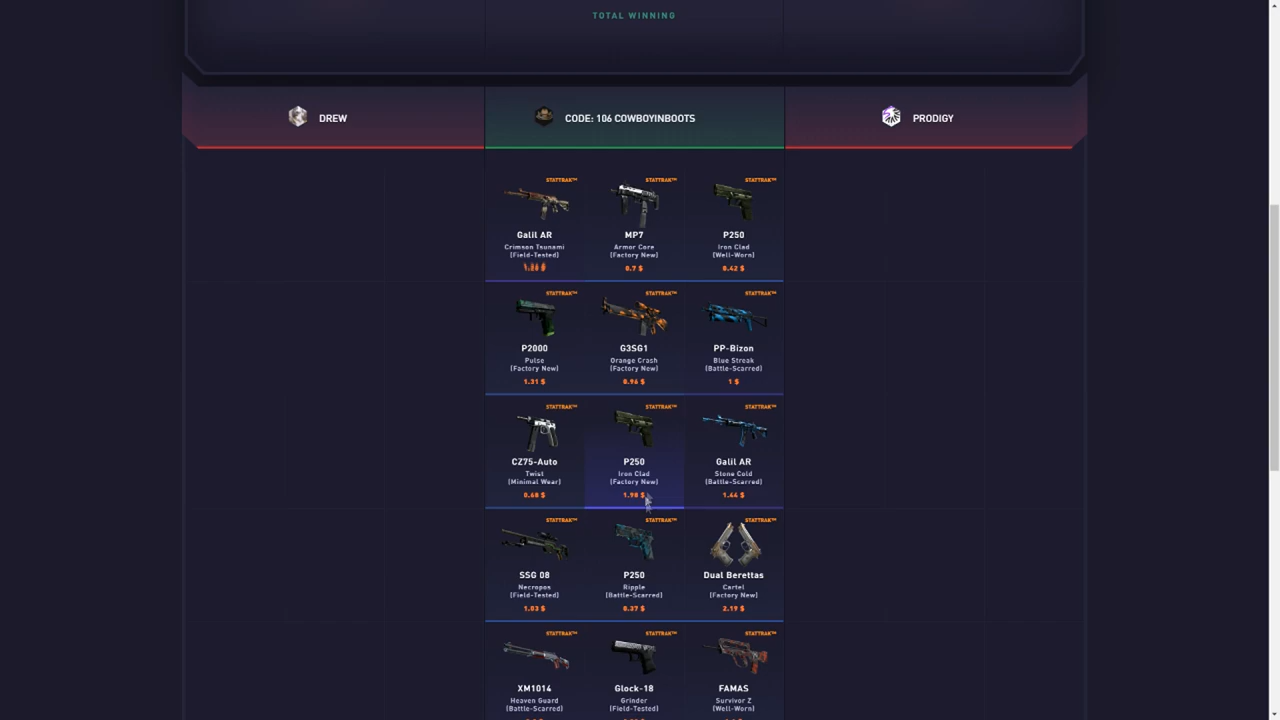 TOTAL WINNING
DREW
CODE: 106 COWBOYINBOOTS
PRODIGY
STATTRAK™ STATTRAK™ STATTRAK™
Galil AR MP7 P250
Crimson Tsunami Armor Core Iron Clad
(Field-Tested) (Factory New) (Well-Worn)
0.7 $ 0.42 $
STATTRAK™ STATTRAK™ STATTRAK™
P2000 G3SG1 PP-Bizon
Pulse Orange Crash Blue Streak
(Factory New) (Factory New) (Battle-Scarred)
1.31 $ 0.96 $ 1 $
STATTRAK™ STATTRAK™ STATTRAK™
CZ75-Auto P250 Galil AR
Twist Iron Clad Stone Cold
(Minimal Wear) (Factory New) (Battle-Scarred)
0.68 $ 1.98 $ 1.44 $
STATTRAK™ STATTRAK™ STATTRAK™
SSG 08 P250 Dual Berettas
Necropos Ripple Cartel
(Field-Tested) (Battle-Scarred) (Factory New)
1.03 $ 0.37 $ 2.19 $
STATTRAK™ STATTRAK™ STATTRAK™
XM1014 Glock-18 FAMAS
Heaven Guard Grinder Survivor Z
(Battle-Scarred) (Field-Tested) (Well-Worn)